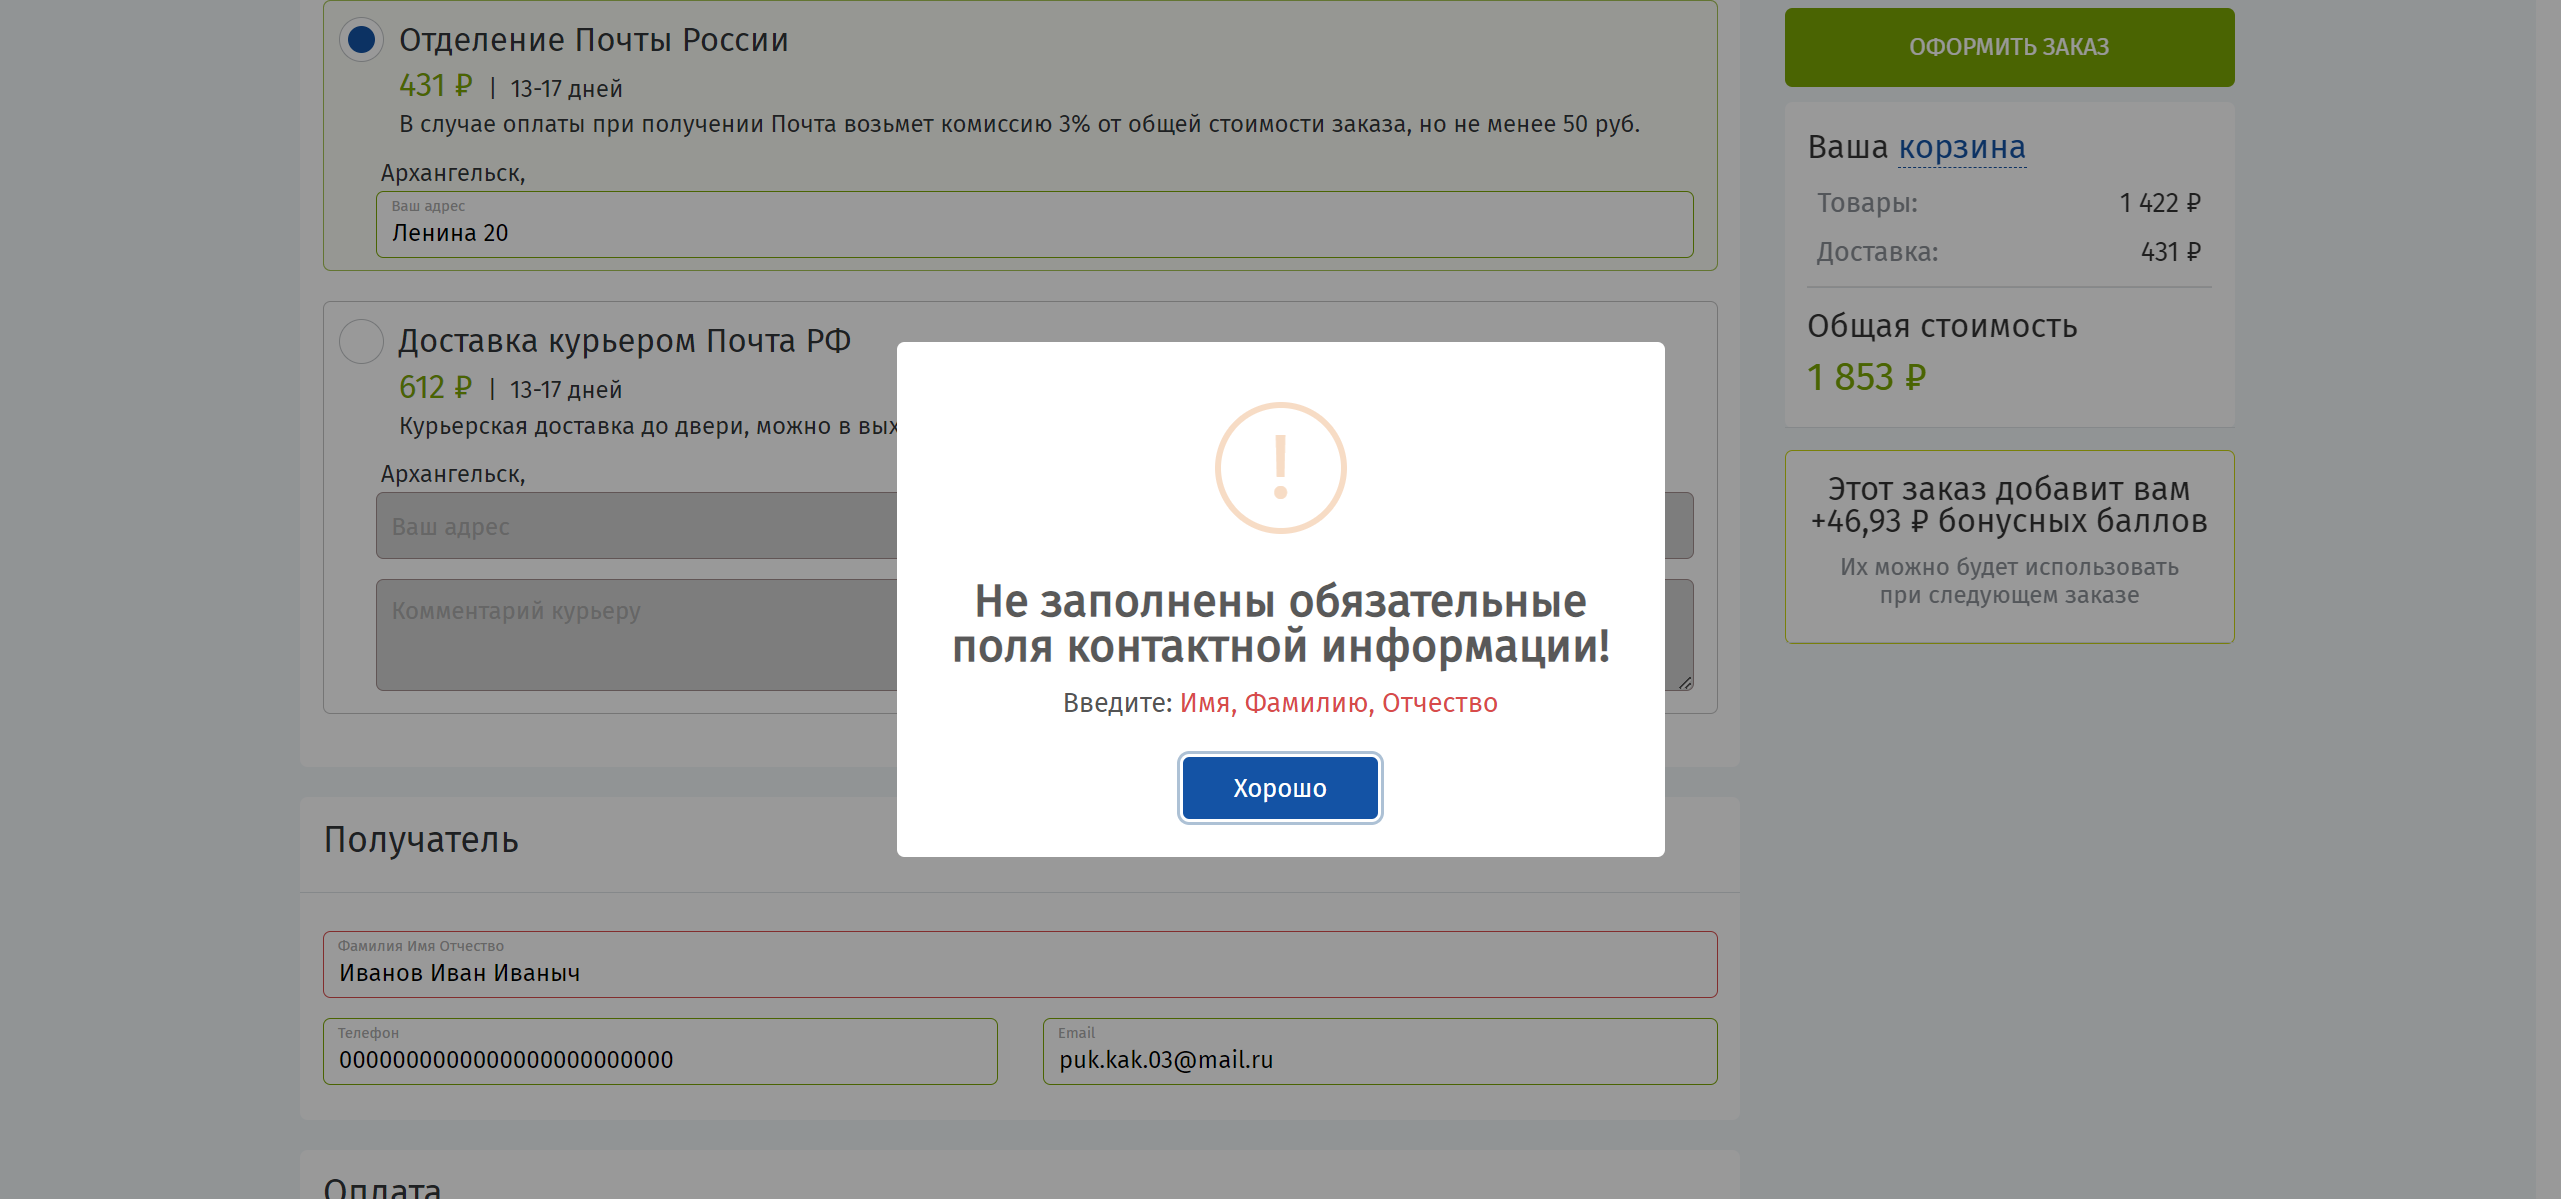 Отделение Почты России
431 ₽ | 13-17 дней
В случае оплаты при получении Почта возьмет комиссию 3% от общей стоимости заказа, но не менее 50 руб.
Архангельск,
Ваш адрес
Ленина 20
Доставка курьером Почта РФ
612 ₽ | 13-17 дней
Курьерская доставка до двери, можно в вых
Архангельск,
Ваш адрес
Комментарий курьеру
Не заполнены обязательные
поля контактной информации!
Введите: Имя, Фамилию, Отчество
Хорошо
Получатель
Фамилия Имя Отчество
Иванов Иван Иваныч
Телефон
0000000000000000000000000
Email
puk.kak.03@mail.ru
Оплата
ОФОРМИТЬ ЗАКАЗ
Ваша корзина
Товары: 1 422 ₽
Доставка: 431 ₽
Общая стоимость
1 853 ₽
Этот заказ добавит вам
+46,93 ₽ бонусных баллов
Их можно будет использовать
при следующем заказе